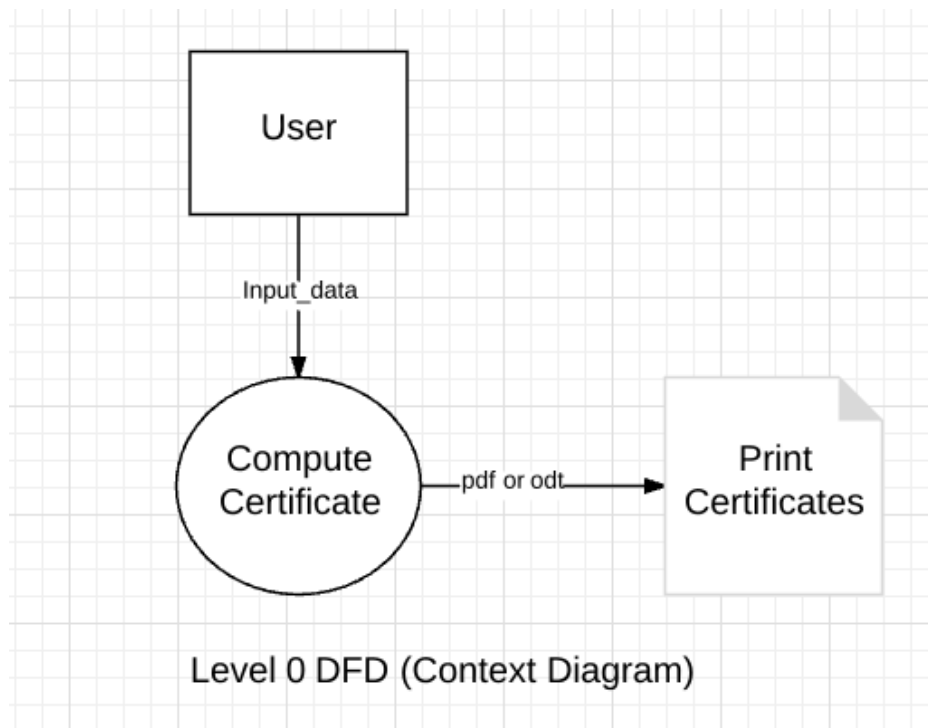 User
Input_data
Compute
Certificate
pdf or odt
Print
Certificates
Level 0 DFD (Context Diagram)